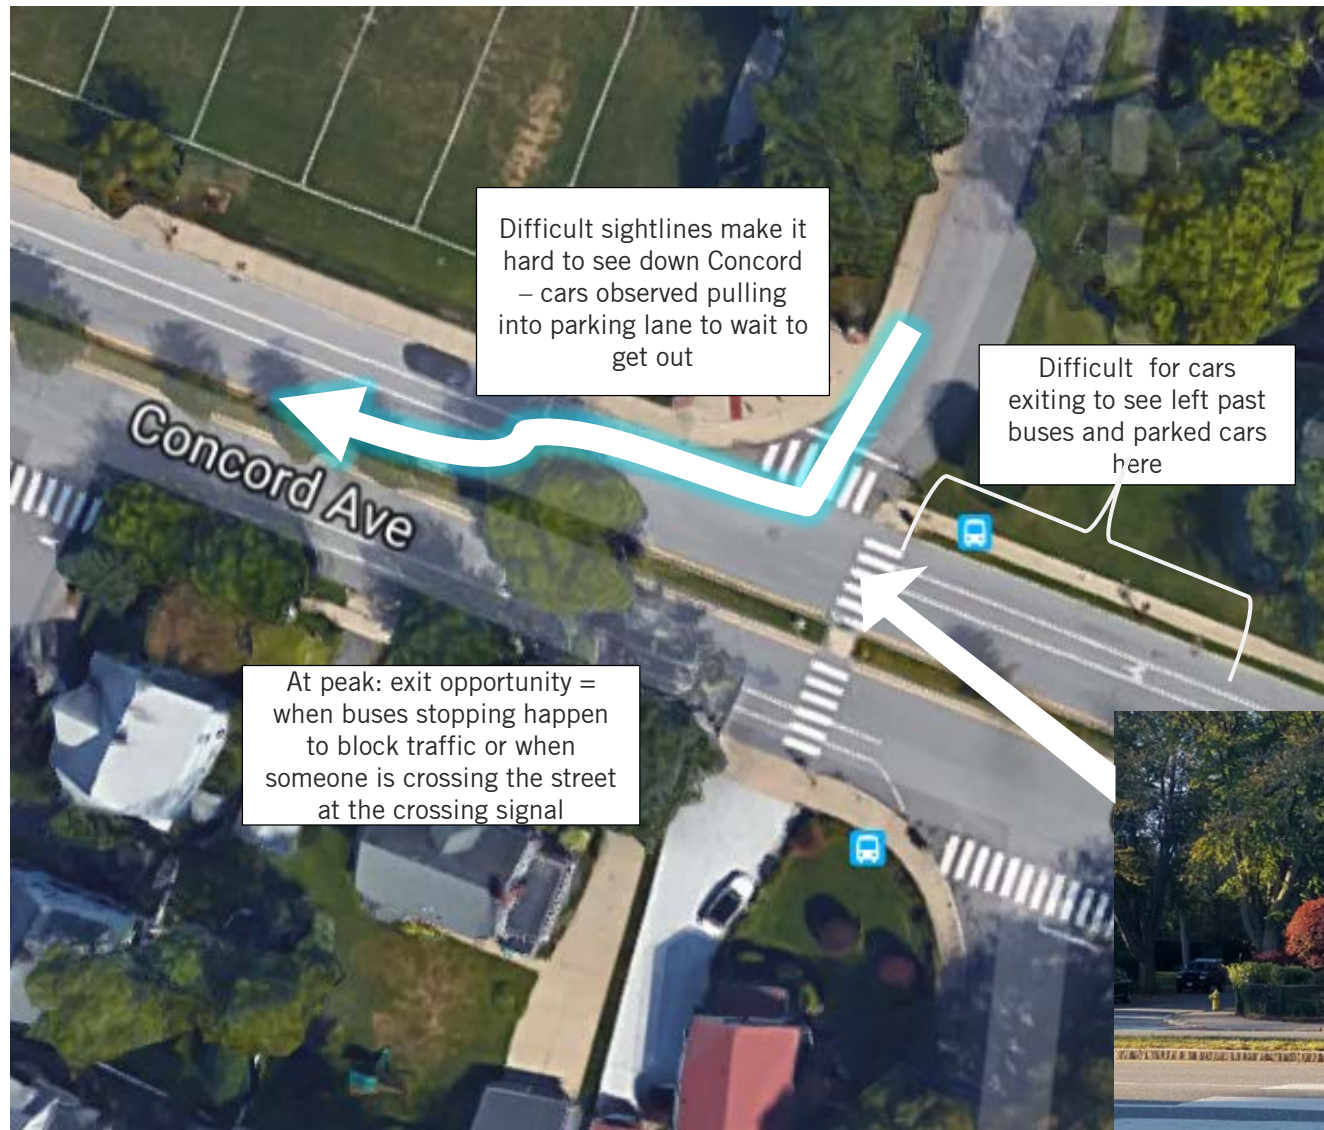 Difficult sightlines make it
hard to see down Concord
– cars observed pulling
into parking lane to wait to
get out
Difficult  for cars
exiting to see left past
buses and parked cars
here
Concord Ave
At peak: exit opportunity =
when buses stopping happen
to block traffic or when
someone is crossing the street
at the crossing signal